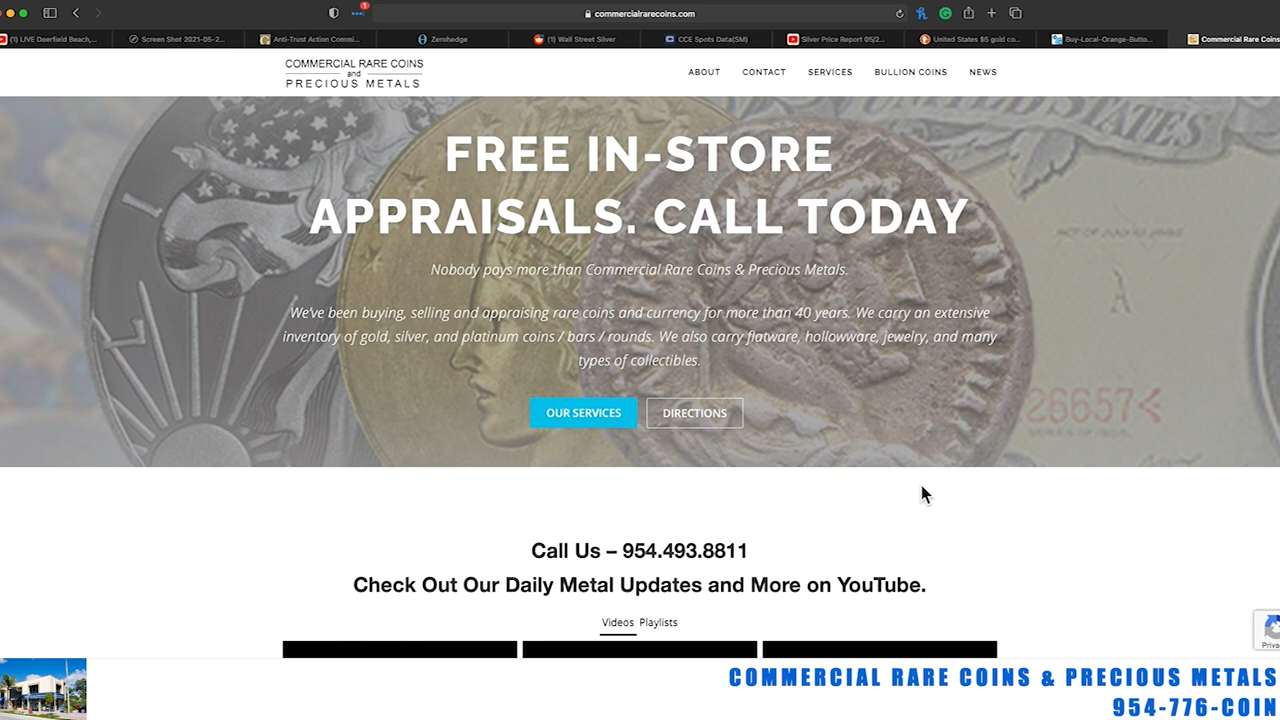 commercialrarecoins.com
1
(1) LIVE Deerfield Beach,...
Screen Shot 2021-05-2...
Anti-Trust Action Commi...
Zerohedge
(1) Wall Street Silver
CCE Spots Data(SM)
Silver Price Report 05/2...
United States $5 gold co...
Buy-Local-Orange-Butto...
Commercial Rare Coins
COMMERCIAL RARE COINS
and
PRECIOUS METALS
ABOUT CONTACT SERVICES BULLION COINS NEWS
FREE IN-STORE
APPRAISALS. CALL TODAY
Nobody pays more than Commercial Rare Coins & Precious Metals.
We've been buying, selling and appraising rare coins and currency for more than 40 years. We carry an extensive
inventory of gold, silver, and platinum coins / bars / rounds. We also carry flatware, hollowware, jewelry, and many
types of collectibles.
OUR SERVICES DIRECTIONS
A
26657
Call Us – 954.493.8811
Check Out Our Daily Metal Updates and More on YouTube.
Videos Playlists
Priva
COMMERCIAL RARE COINS & PRECIOUS METALS
954-776-COIN